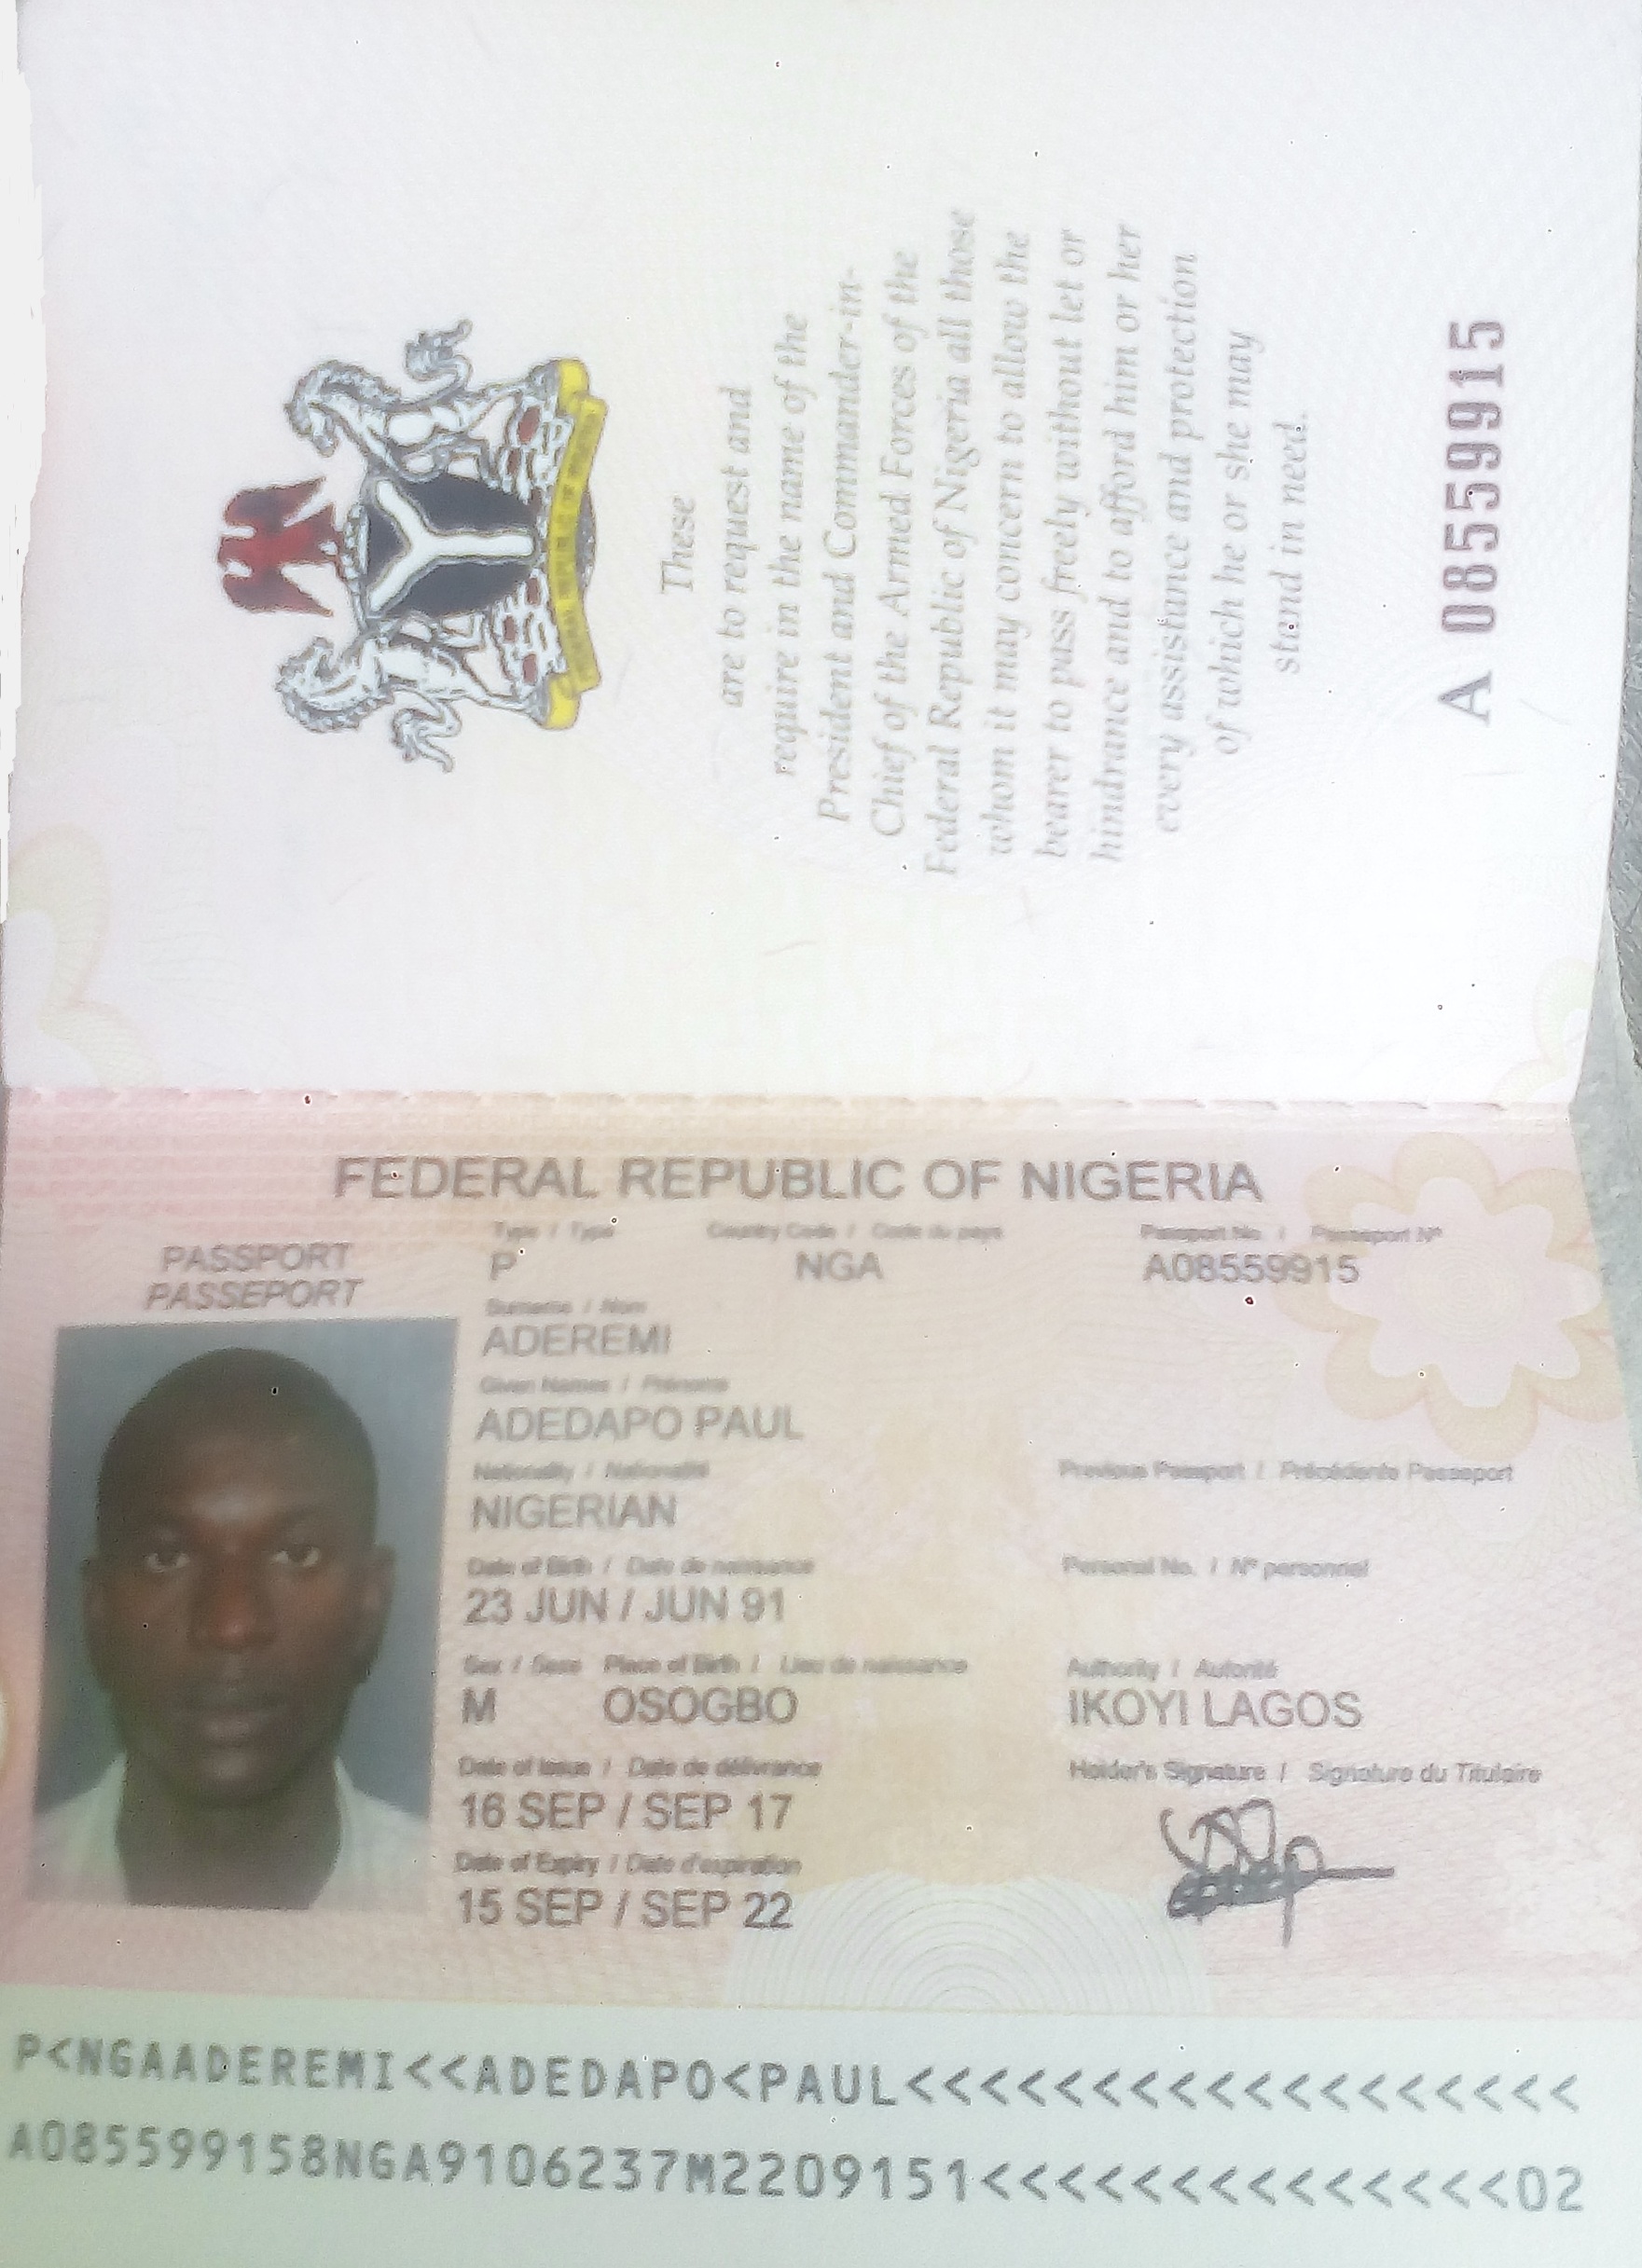 These
are to request and
require in the name of the
President and Commander-in-
Chief of the Armed Forces of the
Federal Republic of Nigeria all those
whom it may concern to allow the
bearer to pass freely without let or
hindrance and to afford him or her
every assistance and protection
of which he or she may
stand in need.
A 08559915
FEDERAL REPUBLIC OF NIGERIA
PASSPORT
PASSEPORT
Type / Type Country Code / Code du pays Passport No. / Passeport Nº
P NGA A08559915
Surname / Nom
ADEREMI
Given Names / Prénoms
ADEDAPO PAUL
Nationality / Nationalité Previous Passport / Précédente Passeport
NIGERIAN
Date of Birth / Date de naissance Personal No. / Nº personnel
23 JUN / JUN 91
Sex / Sexe Place of Birth / Lieu de naissance Authority / Autorité
M OSOGBO IKOYI LAGOS
Date of Issue / Date de délivrance Holder's Signature / Signature du Titulaire
16 SEP / SEP 17
Date of Expiry / Date d'expiration
15 SEP / SEP 22
P<NGAADEREMI<<ADEDAPO<PAUL<<<<<<<<<<<<<<<<<<
A085599158NGA9106237M2209151<<<<<<<<<<<<<<02